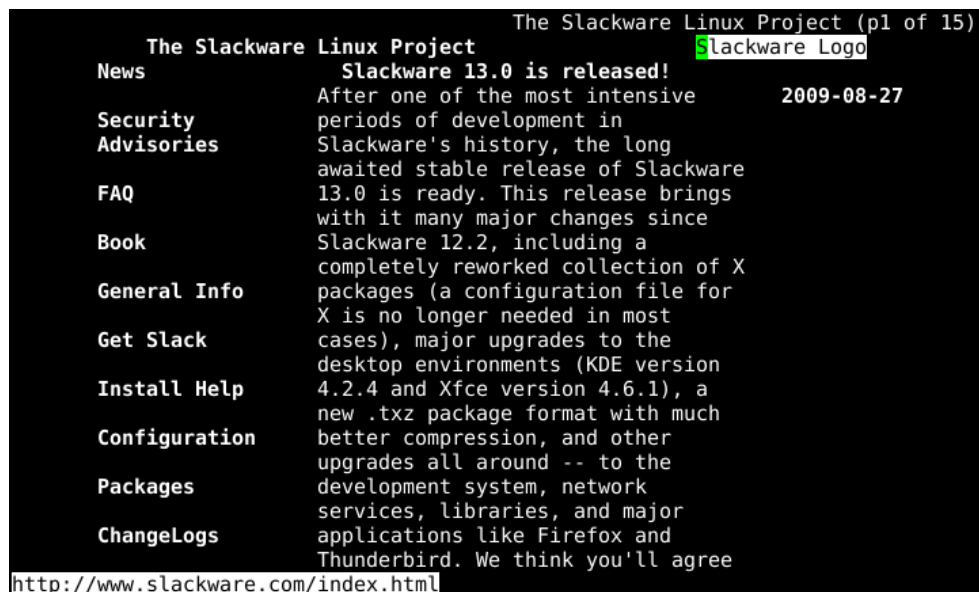 The Slackware Linux Project (p1 of 15)
The Slackware Linux Project Slackware Logo
News Slackware 13.0 is released!
After one of the most intensive 2009-08-27
Security periods of development in
Advisories Slackware's history, the long
awaited stable release of Slackware
FAQ 13.0 is ready. This release brings
with it many major changes since
Book Slackware 12.2, including a
completely reworked collection of X
General Info packages (a configuration file for
X is no longer needed in most
Get Slack cases), major upgrades to the
desktop environments (KDE version
Install Help 4.2.4 and Xfce version 4.6.1), a
new .txz package format with much
Configuration better compression, and other
upgrades all around -- to the
Packages development system, network
services, libraries, and major
ChangeLogs applications like Firefox and
Thunderbird. We think you'll agree
http://www.slackware.com/index.html